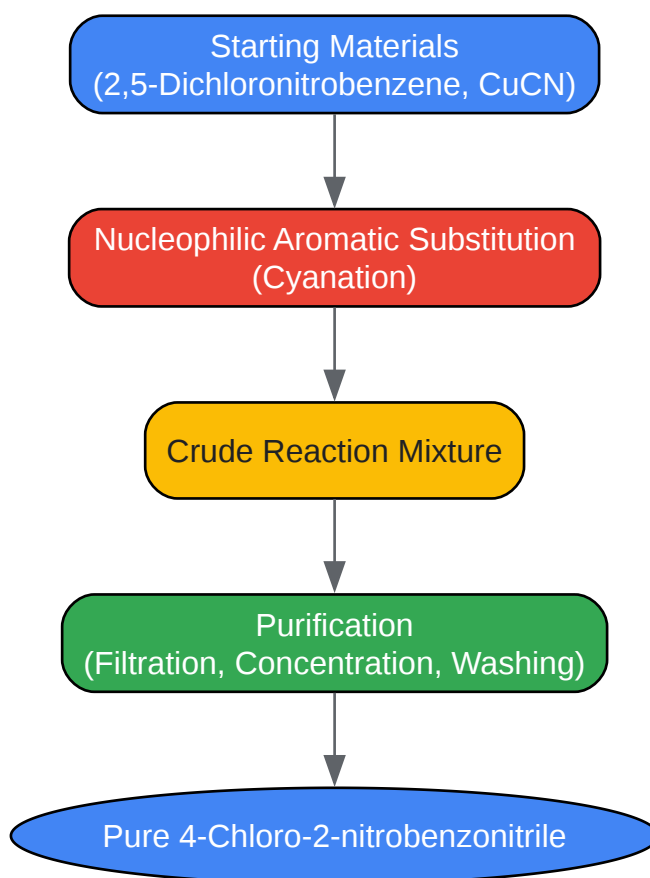 Starting Materials
(2,5-Dichloronitrobenzene, CuCN)
Nucleophilic Aromatic Substitution
(Cyanation)
Crude Reaction Mixture
Purification
(Filtration, Concentration, Washing)
Pure 4-Chloro-2-nitrobenzonitrile